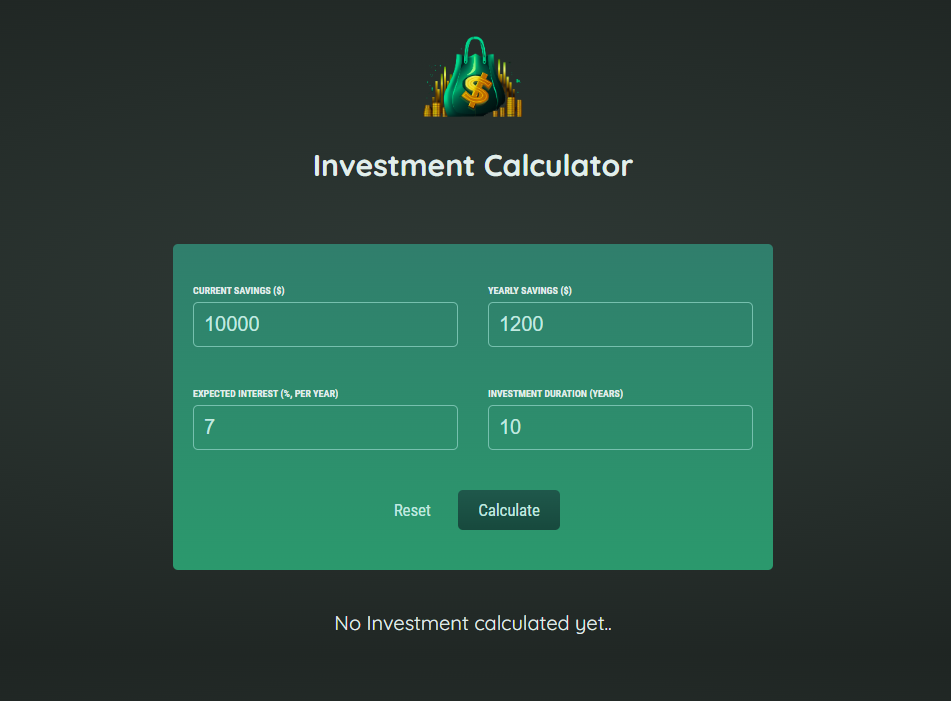 $
Investment Calculator
CURRENT SAVINGS ($)
YEARLY SAVINGS ($)
10000
1200
EXPECTED INTEREST (%, PER YEAR)
INVESTMENT DURATION (YEARS)
7
10
Reset
Calculate
No Investment calculated yet..